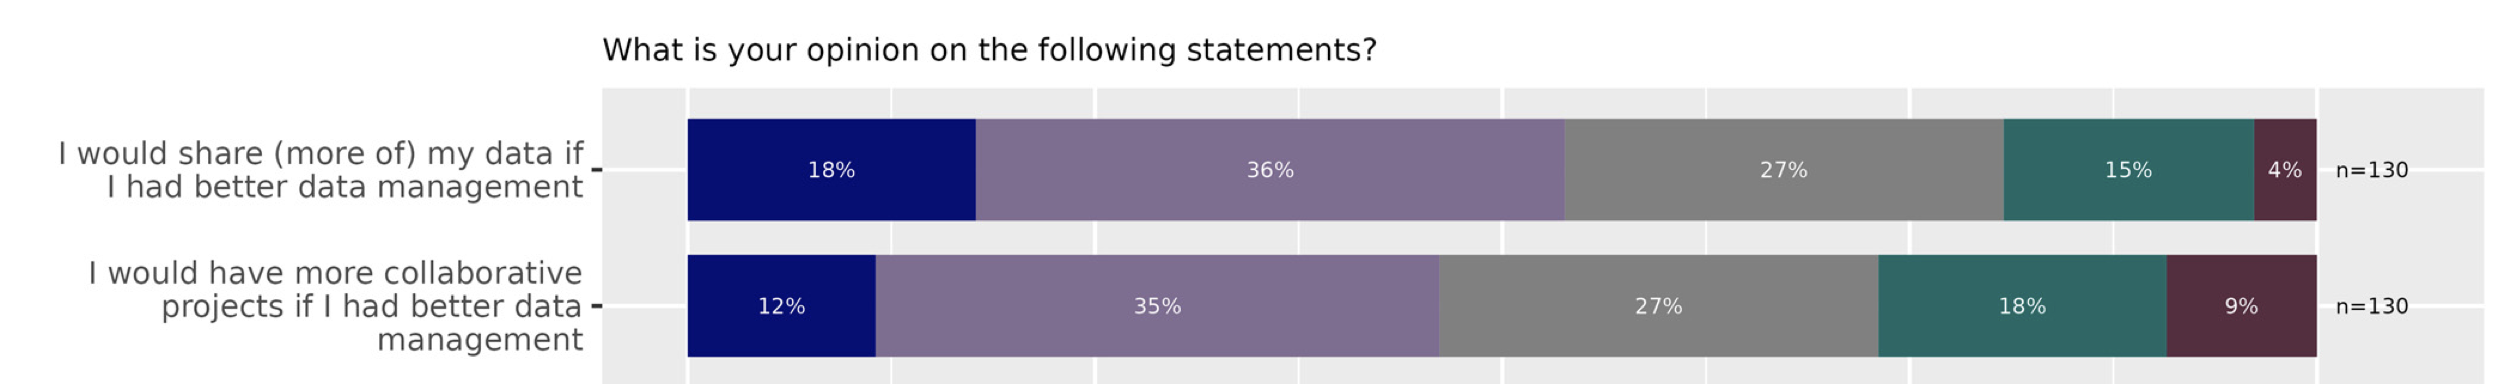 What is your opinion on the following statements?
I would share (more of) my data if
I had better data management
18% 36% 27% 15% 4% n=130
I would have more collaborative
projects if I had better data
management
12% 35% 27% 18% 9% n=130